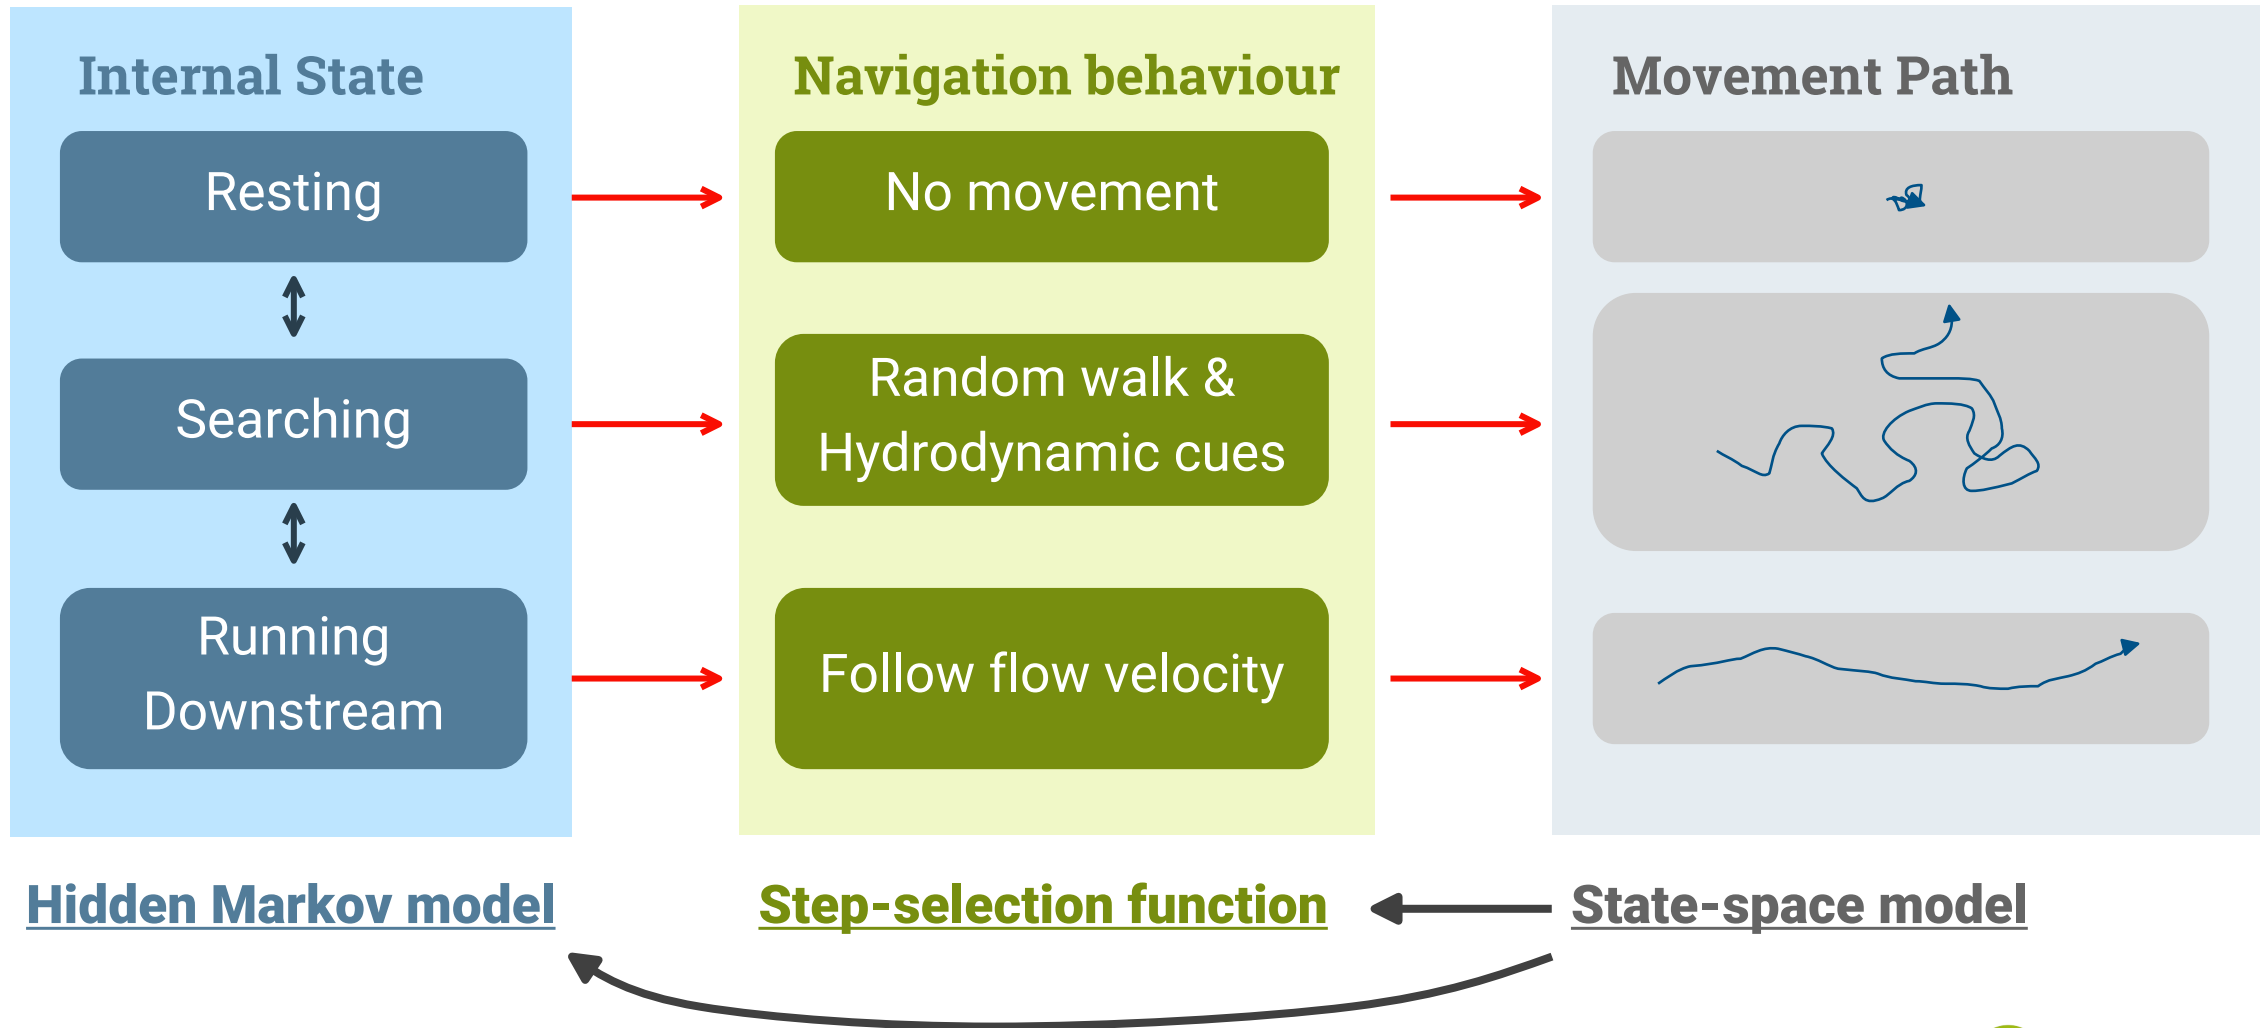 Internal State
Resting
Searching
Running
Downstream
Navigation behaviour
No movement
Random walk &
Hydrodynamic cues
Follow flow velocity
Movement Path
Hidden Markov model
Step-selection function
State-space model